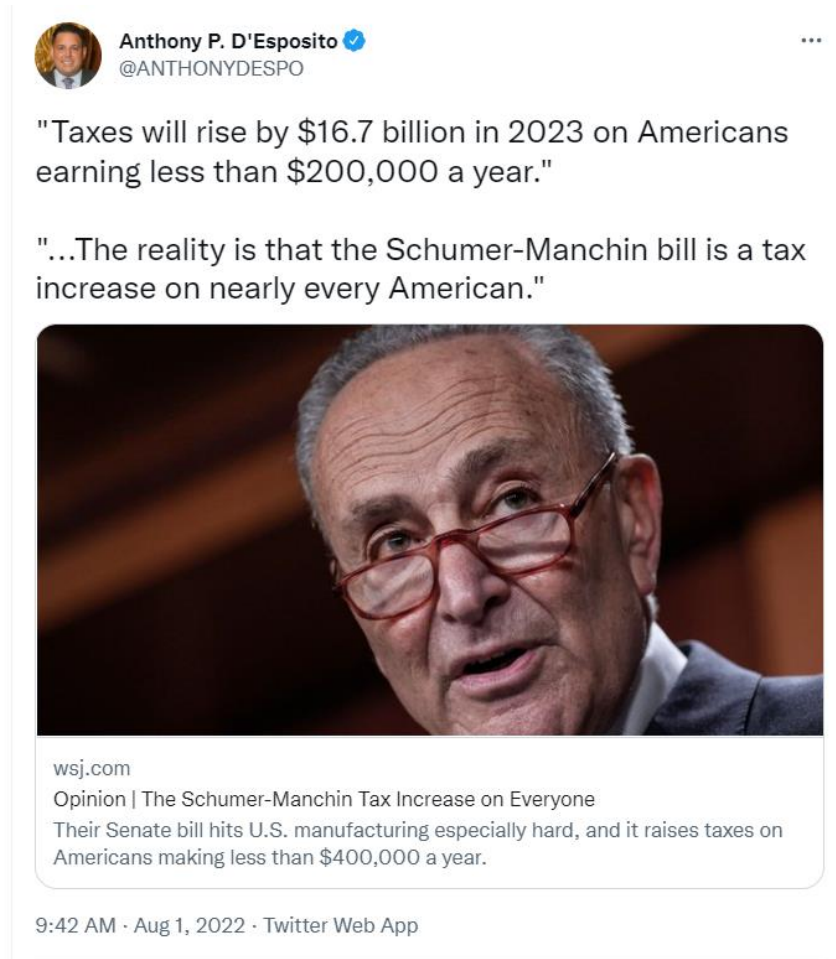 Anthony P. D'Esposito
@ANTHONYDESPO
"Taxes will rise by $16.7 billion in 2023 on Americans
earning less than $200,000 a year."
"...The reality is that the Schumer-Manchin bill is a tax
increase on nearly every American."
wsj.com
Opinion | The Schumer-Manchin Tax Increase on Everyone
Their Senate bill hits U.S. manufacturing especially hard, and it raises taxes on
Americans making less than $400,000 a year.
9:42 AM · Aug 1, 2022 · Twitter Web App